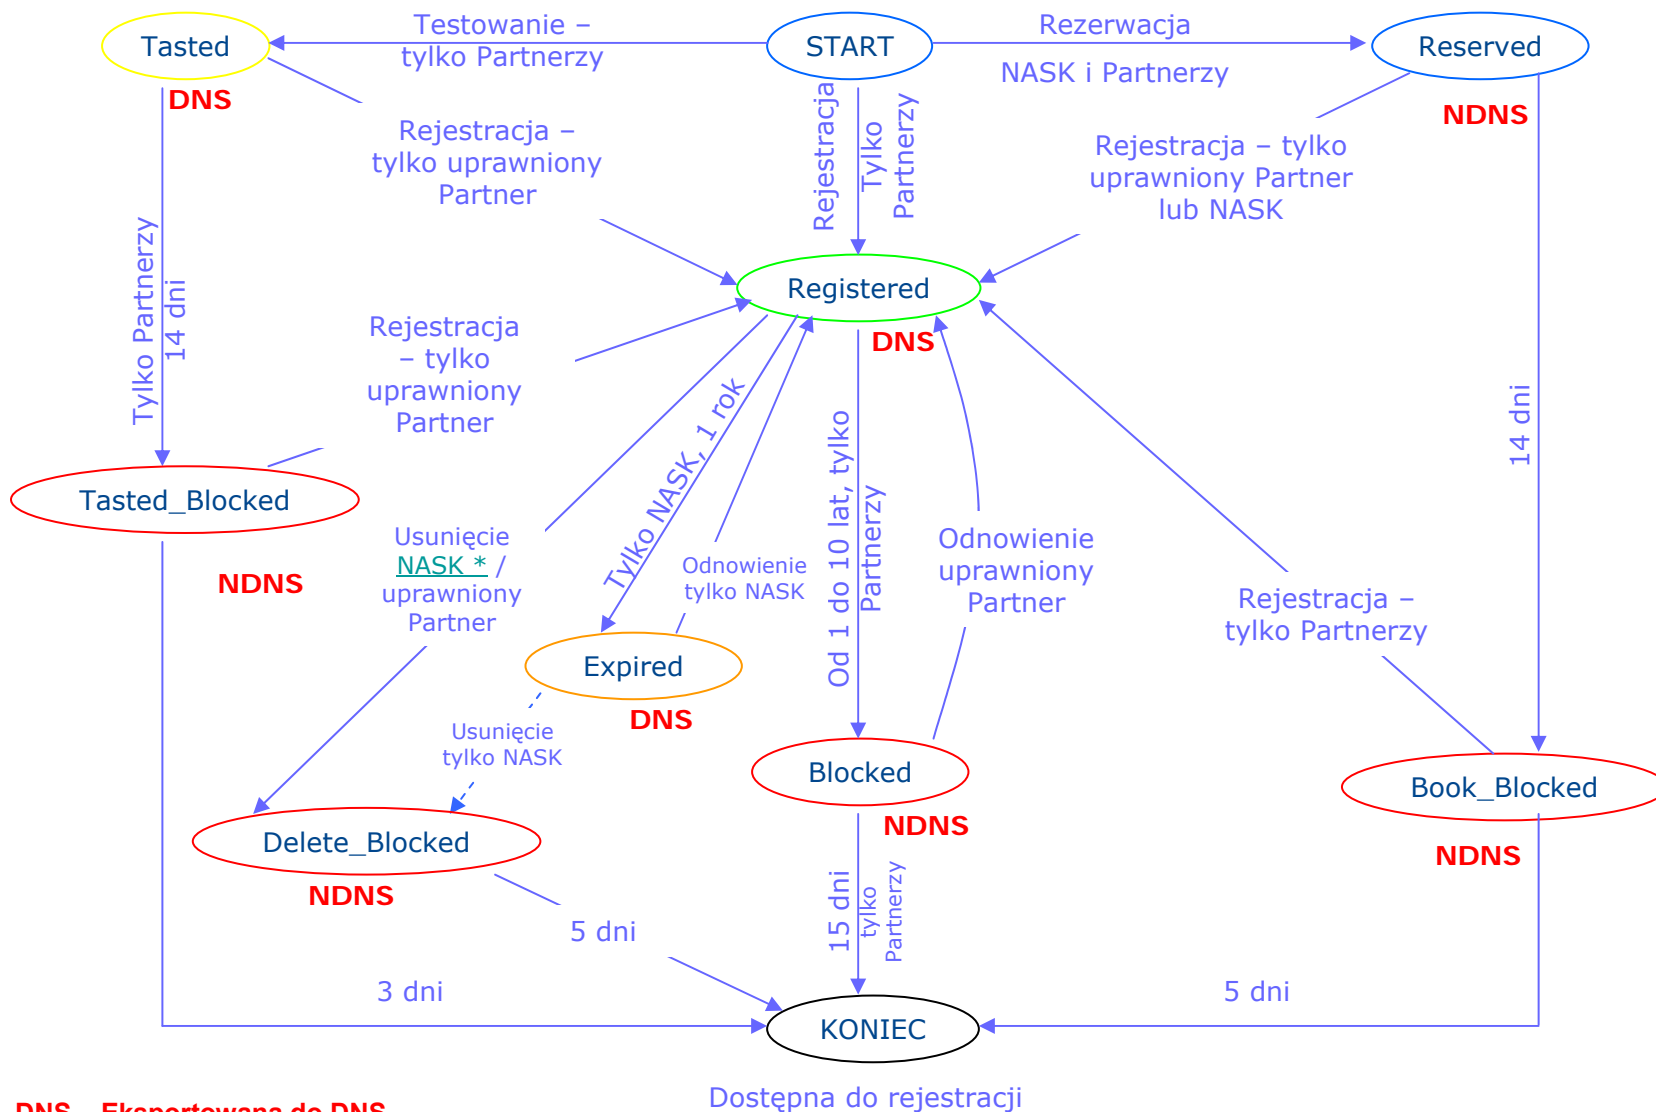 Tasted
Testowanie –
tylko Partnerzy
START
Rezerwacja
NASK i Partnerzy
Reserved
DNS
NDNS
Rejestracja –
tylko uprawniony
Partner
Rejestracja
Tylko
Partnerzy
Rejestracja – tylko
uprawniony Partner
lub NASK
Registered
DNS
Tylko Partnerzy
14 dni
Rejestracja
– tylko
uprawniony
Partner
Tylko NASK, 1 rok
Od 1 do 10 lat, tylko
Partnerzy
14 dni
Tasted_Blocked
NDNS
Usunięcie
NASK * /
uprawniony
Partner
Odnowienie
tylko NASK
Odnowienie
uprawniony
Partner
Rejestracja –
tylko Partnerzy
Expired
DNS
Usunięcie
tylko NASK
Blocked
NDNS
Book_Blocked
NDNS
Delete_Blocked
NDNS
5 dni
15 dni
tylko
Partnerzy
3 dni
5 dni
KONIEC
Dostępna do rejestracji
DNS – Eksportowana do DNS